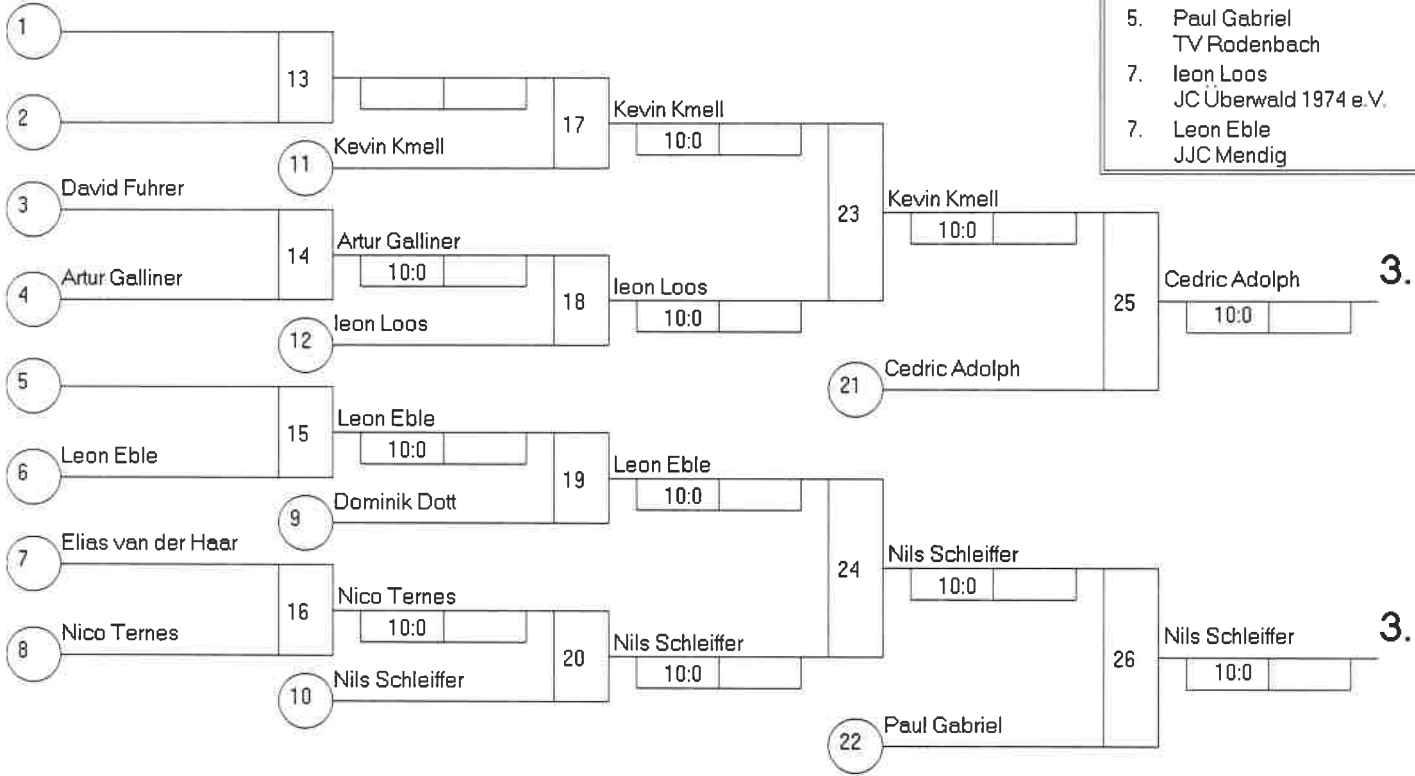 5. Paul Gabriel
TV Rodenbach
7. leon Loos
JC Überwald 1974 e.V.
7. Leon Eble
JJC Mendig
1
13
2
17
Kevin Kmell
10:0
11
Kevin Kmell
3
David Fuhrer
23
Kevin Kmell
10:0
14
Artur Galliner
10:0
4
Artur Galliner
18
leon Loos
10:0
12
leon Loos
25
Cedric Adolph
10:0
3.
5
21
Cedric Adolph
15
Leon Eble
10:0
6
Leon Eble
19
Leon Eble
10:0
9
Dominik Dott
7
Elias van der Haar
24
Nils Schleiffer
10:0
16
Nico Ternes
10:0
8
Nico Ternes
20
Nils Schleiffer
10:0
10
Nils Schleiffer
26
Nils Schleiffer
10:0
3.
22
Paul Gabriel